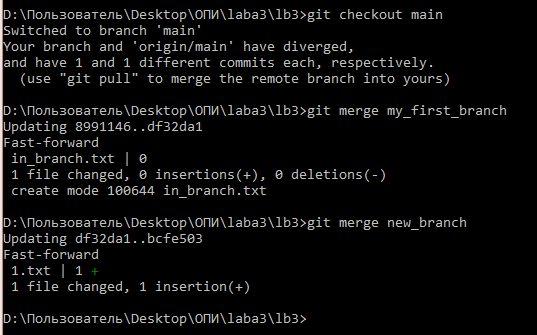 D:\Пользователь\Desktop\ОПИ\laba3\lb3>git checkout main
Switched to branch 'main'
Your branch and 'origin/main' have diverged,
and have 1 and 1 different commits each, respectively.
  (use "git pull" to merge the remote branch into yours)
D:\Пользователь\Desktop\ОПИ\laba3\lb3>git merge my_first_branch
Updating 8991146..df32da1
Fast-forward
 in_branch.txt | 0
 1 file changed, 0 insertions(+), 0 deletions(-)
 create mode 100644 in_branch.txt
D:\Пользователь\Desktop\ОПИ\laba3\lb3>git merge new_branch
Updating df32da1..bcfe503
Fast-forward
 1.txt | 1 +
 1 file changed, 1 insertion(+)
D:\Пользователь\Desktop\ОПИ\laba3\lb3>